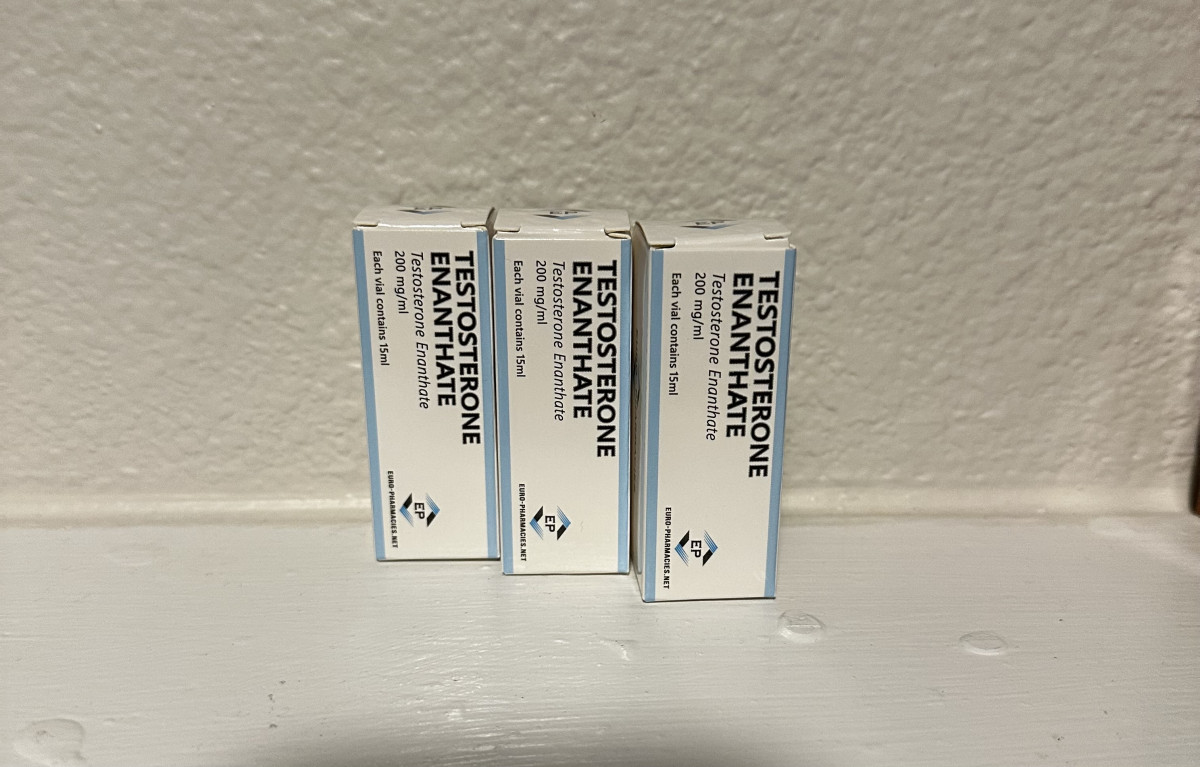 TESTOSTERONE
ENANTHATE
Testosterone Enanthate
200 mg/ml
Each vial contains 15ml
EP
EURO-PHARMACIES.NET
TESTOSTERONE
ENANTHATE
Testosterone Enanthate
200 mg/ml
Each vial contains 15ml
EP
EURO-PHARMACIES.NET
TESTOSTERONE
ENANTHATE
Testosterone Enanthate
200 mg/ml
Each vial contains 15ml
EP
EURO-PHARMACIES.NET